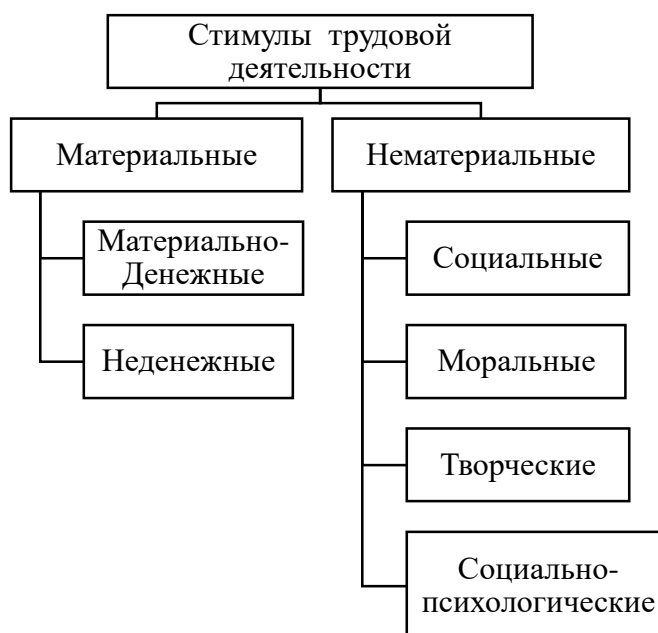 Стимулы трудовой
деятельности
Материальные
Нематериальные
Материально-
Денежные
Неденежные
Социальные
Моральные
Творческие
Социально-
психологические